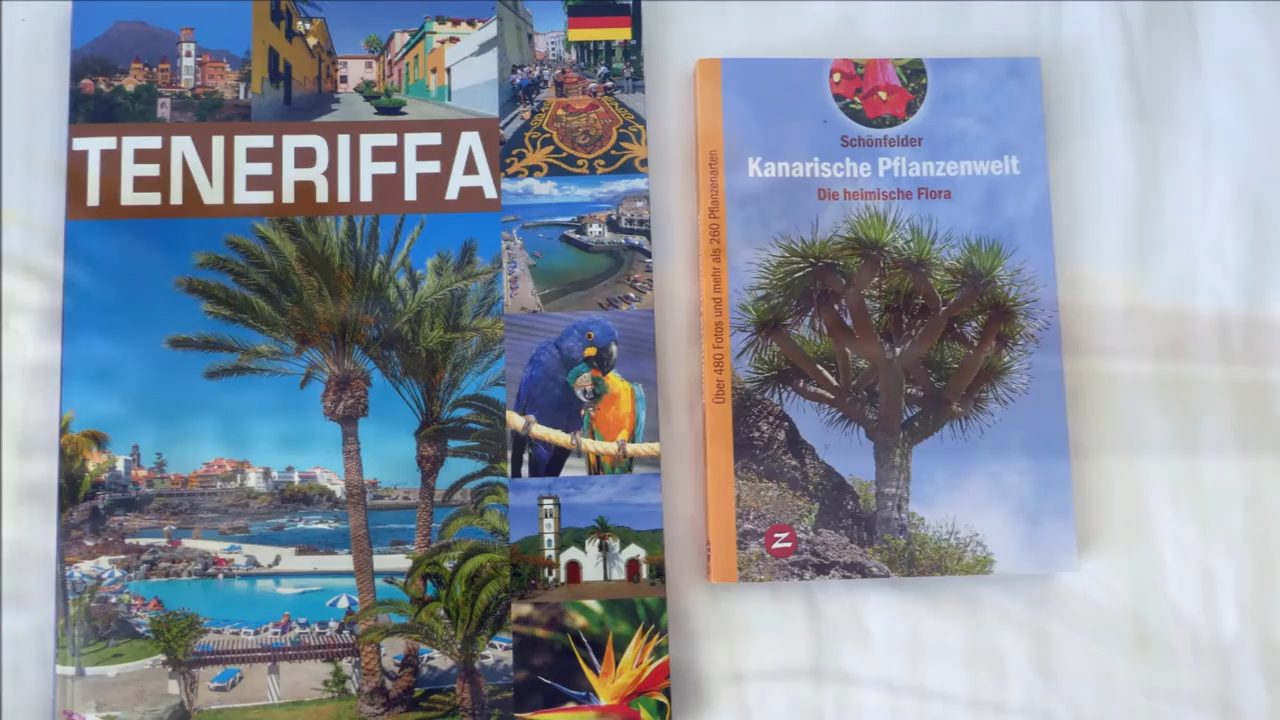 TENERIFFA
Schönfelder
Kanarische Pflanzenwelt
Die heimische Flora
Über 480 Fotos und mehr als 260 Pflanzenarten
Z